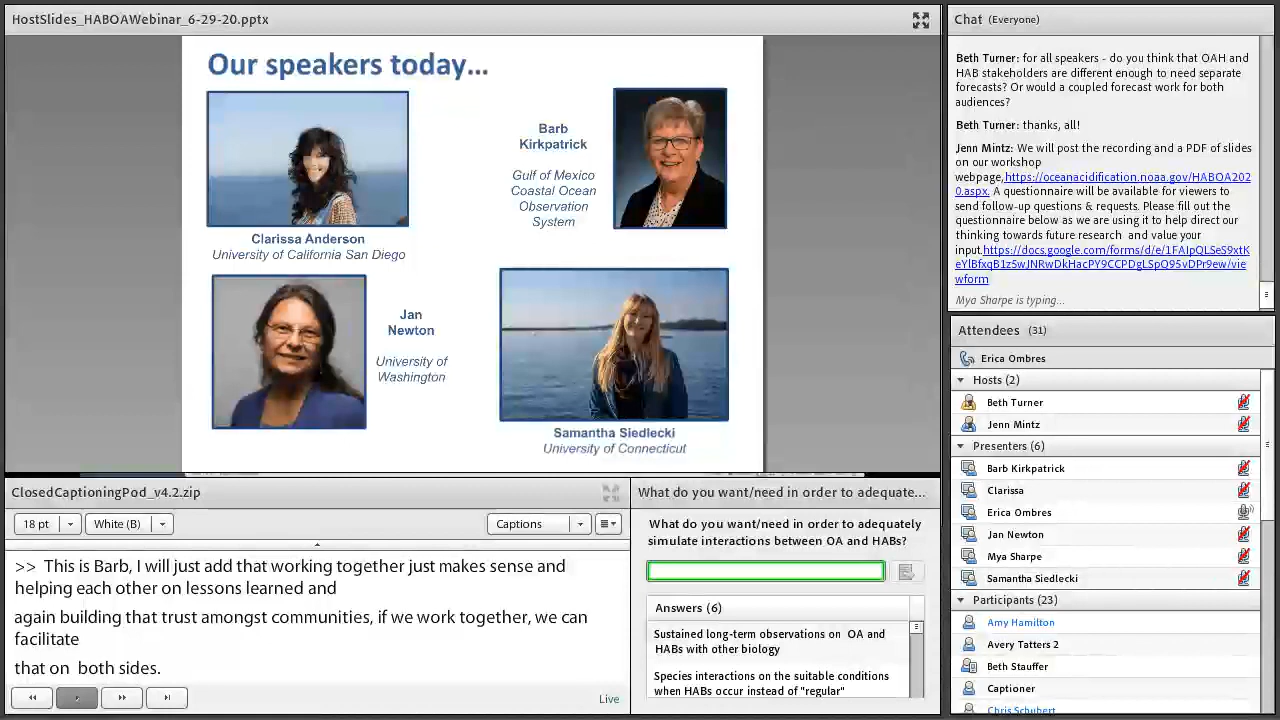 HostSlides_HABOAWebinar_6-29-20.pptx
Our speakers today...
Clarissa Anderson
University of California San Diego
Barb
Kirkpatrick
Gulf of Mexico
Coastal Ocean
Observation
System
Jan
Newton
University of
Washington
Samantha Siedlecki
University of Connecticut
ClosedCaptioningPod_v4.2.zip
18 pt
White (B)
Captions
>> This is Barb, I will just add that working together just makes sense and
helping each other on lessons learned and
again building that trust amongst communities, if we work together, we can
facilitate
that on both sides.
Live
What do you want/need in order to adequate...
What do you want/need in order to adequately
simulate interactions between OA and HABs?
Answers (6)
Sustained long-term observations on OA and
HABs with other biology
Species interactions on the suitable conditions
when HABs occur instead of "regular"
Chat (Everyone)
Beth Turner: for all speakers - do you think that OAH and
HAB stakeholders are different enough to need separate
forecasts? Or would a coupled forecast work for both
audiences?
Beth Turner: thanks, all!
Jenn Mintz: We will post the recording and a PDF of slides
on our workshop
webpage,https://oceanacidification.noaa.gov/HABOA202
0.aspx. A questionnaire will be available for viewers to
send follow-up questions & requests. Please fill out the
questionnaire below as we are using it to help direct our
thinking towards future research and value your
input.https://docs.google.com/forms/d/e/1FAIpQLSeS9xtK
eYlBfxqB1z5wJNRwDkHacPY9CCPDgLSpQ95vDPr9ew/vie
wform
Mya Sharpe is typing...
Attendees (31)
Erica Ombres
Hosts (2)
Beth Turner
Jenn Mintz
Presenters (6)
Barb Kirkpatrick
Clarissa
Erica Ombres
Jan Newton
Mya Sharpe
Samantha Siedlecki
Participants (23)
Amy Hamilton
Avery Tatters 2
Beth Stauffer
Captioner
Chris Schubert